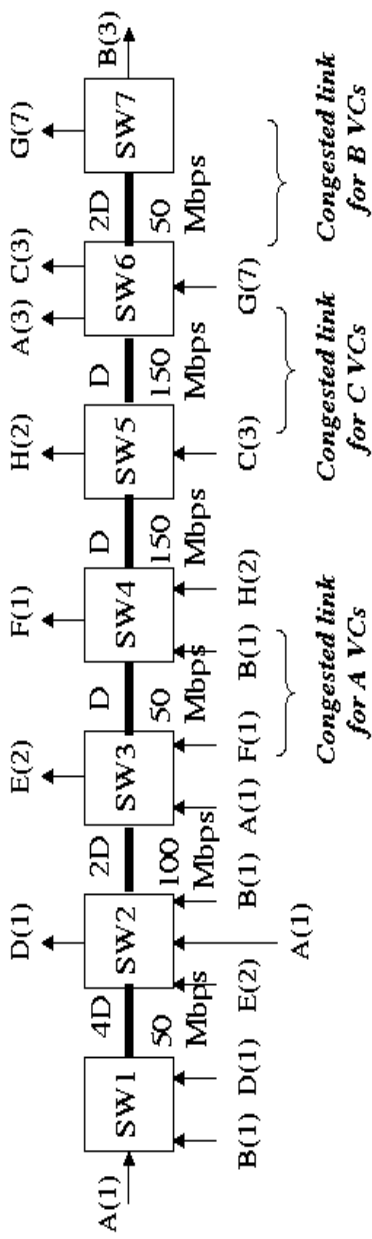 D(1) E(2) F(1) H(2) A(3) C(3) G(7)
4D 2D D D D 2D
A(1) SW1 SW2 SW3 SW4 SW5 SW6 SW7 B(3)
50 100 50 150 150 50
Mbps Mbps Mbps Mbps Mbps Mbps
B(1) D(1) E(2) B(1) A(1) F(1) B(1) H(2) C(3) G(7)
A(1)
Congested link
for A VCs
Congested link
for C VCs
Congested link
for B VCs